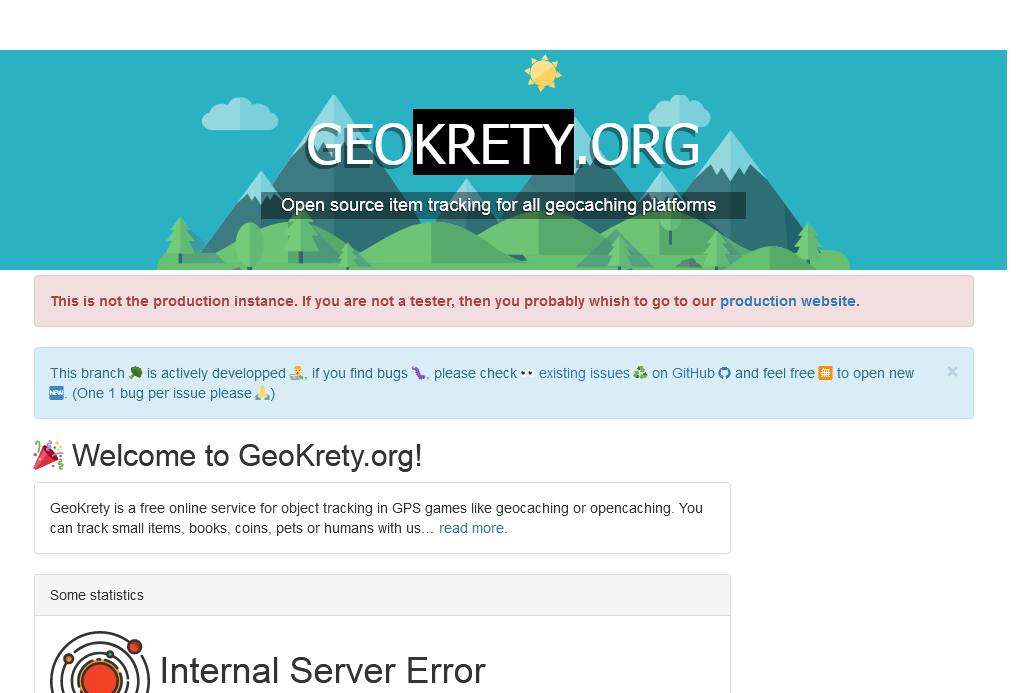 GEOKRETY.ORG
Open source item tracking for all geocaching platforms
This is not the production instance. If you are not a tester, then you probably whish to go to our production website.
This branch 🌳 is actively developped 👨‍💻, if you find bugs 🐛, please check 👀 existing issues ♻ on GitHub and feel free 🈚 to open new
🆕. (One 1 bug per issue please 🙏)
🎉 Welcome to GeoKrety.org!
GeoKrety is a free online service for object tracking in GPS games like geocaching or opencaching. You
can track small items, books, coins, pets or humans with us… read more.
Some statistics
Internal Server Error